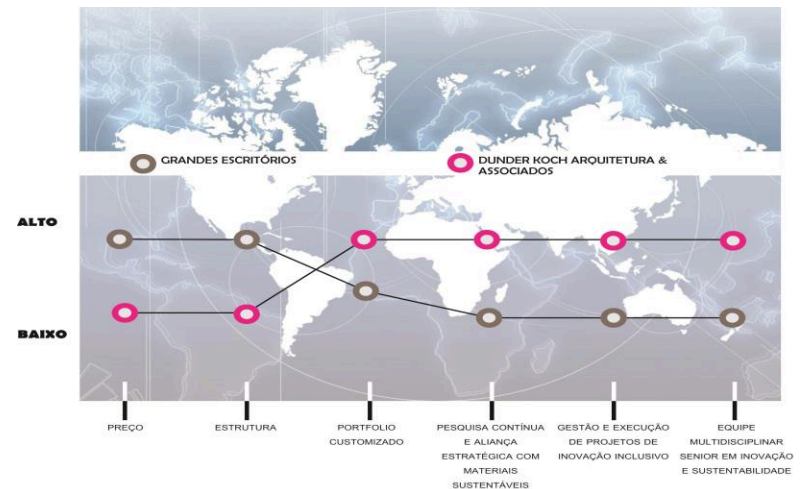 GRANDES ESCRITÓRIOS
DUNDER KOCH ARQUITETURA &
ASSOCIADOS
ALTO
BAIXO
PREÇO
ESTRUTURA
PORTFOLIO
CUSTOMIZADO
PESQUISA CONTÍNUA
E ALIANÇA
ESTRATÉGICA COM
MATERIAIS
SUSTENTÁVEIS
GESTÃO E EXECUÇÃO
DE PROJETOS DE
INOVAÇÃO INCLUSIVO
EQUIPE
MULTIDISCIPLINAR
SENIOR EM INOVAÇÃO
E SUSTENTABILIDADE